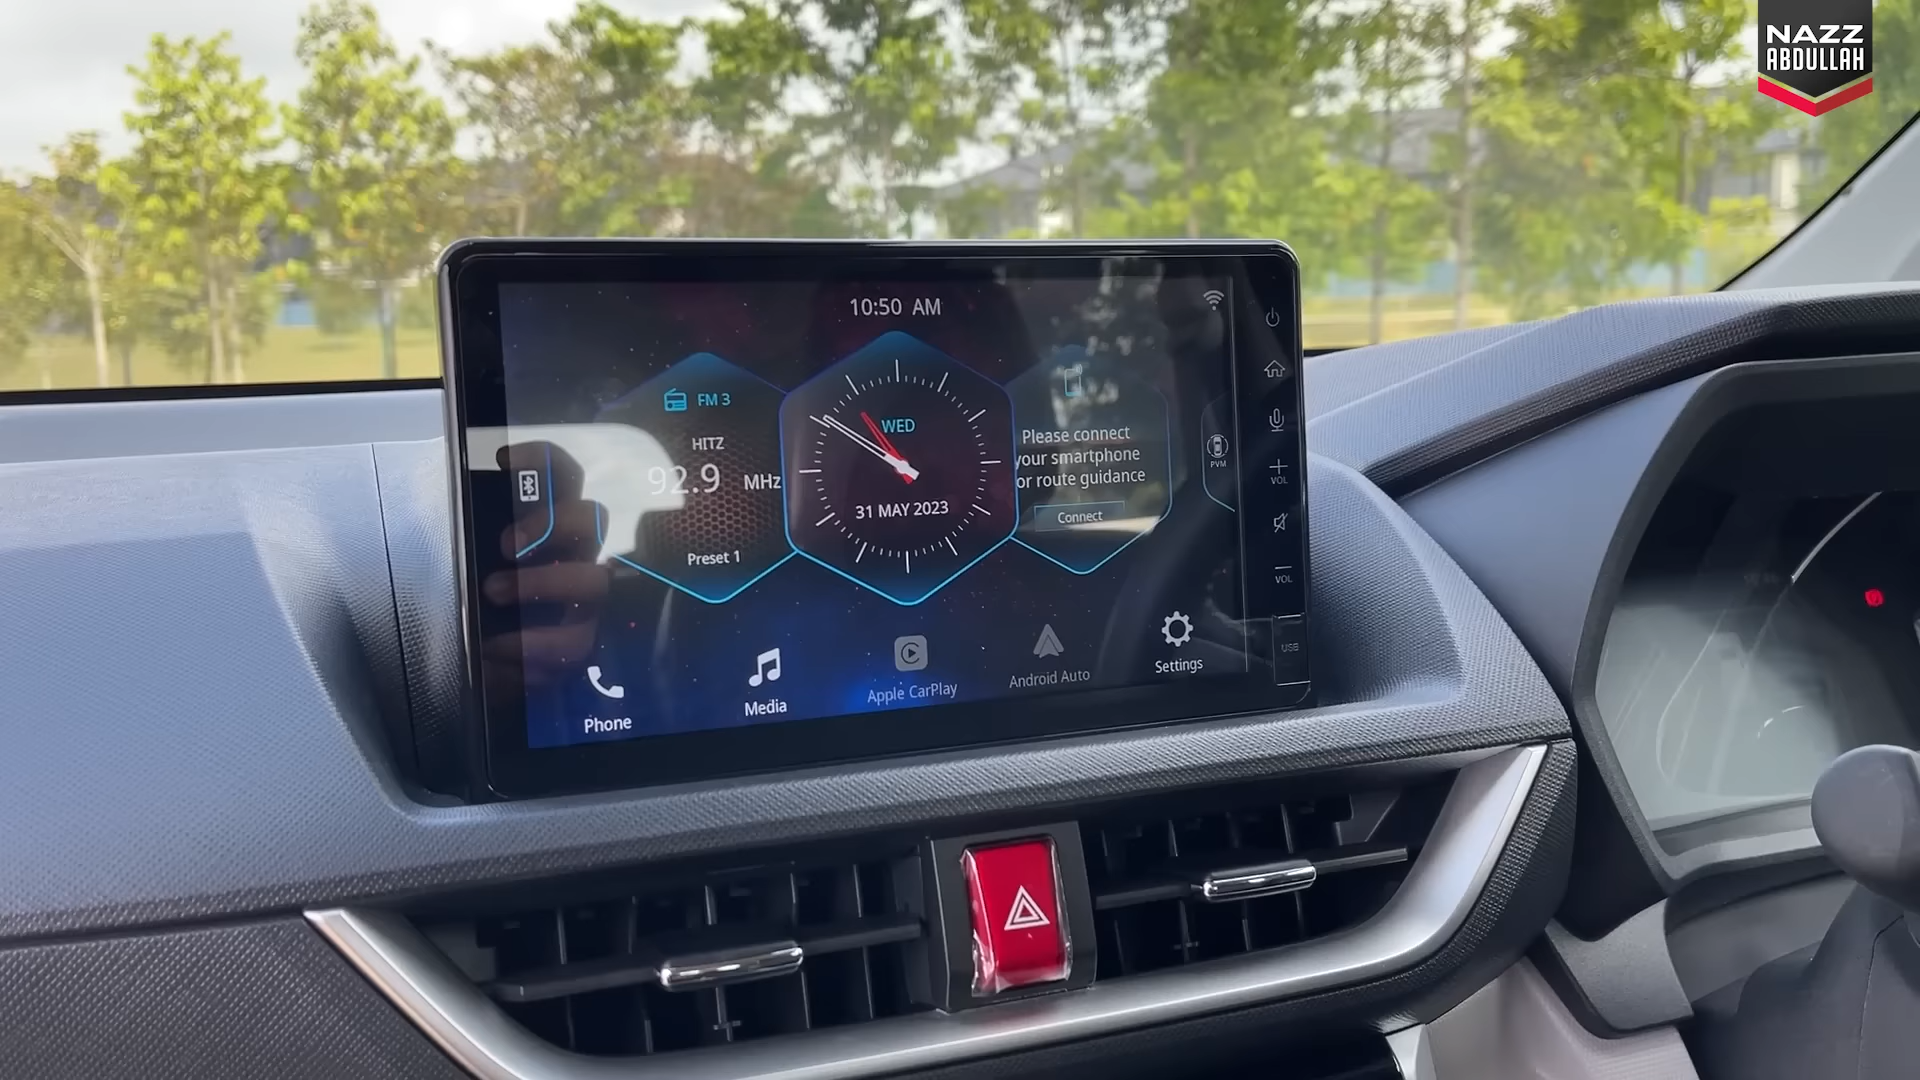 NAZZ
ABDULLAH
10:50 AM
FM 3
HITZ
92.9 MHz
Preset 1
WED
31 MAY 2023
Please connect
your smartphone
or route guidance
Connect
PVM
VOL
VOL
USB
Phone
Media
Apple CarPlay
Android Auto
Settings